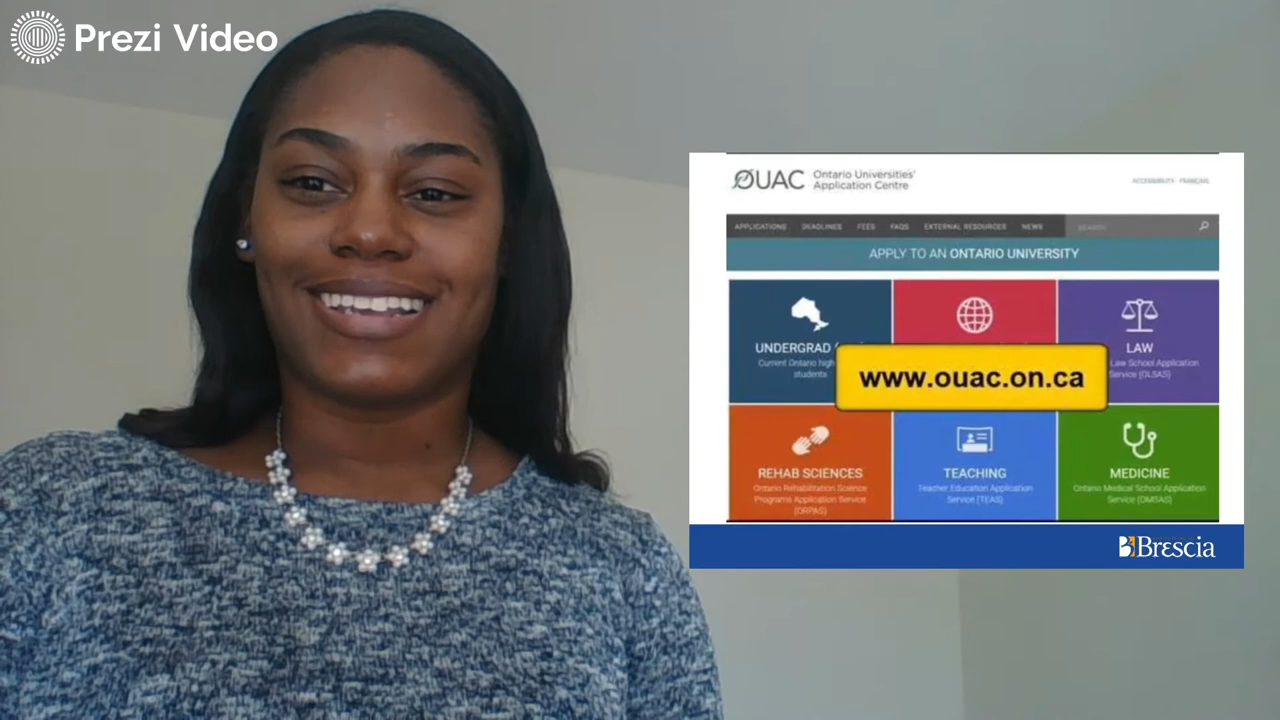 Prezi Video
OUAC
Ontario Universities'
Application Centre
ACCESSIBILITY · FRANÇAIS
APPLICATIONS DEADLINES FEES FAQS EXTERNAL RESOURCES NEWS SEARCH
APPLY TO AN ONTARIO UNIVERSITY
UNDERGRAD
Current Ontario high
students
LAW
Law School Application
Service (OLSAS)
www.ouac.on.ca
REHAB SCIENCES
Ontario Rehabilitation Science
Programs Application Service
(ORPAS)
TEACHING
Teacher Education Application
Service (TEAS)
MEDICINE
Ontario Medical School Application
Service (OMSAS)
Brescia